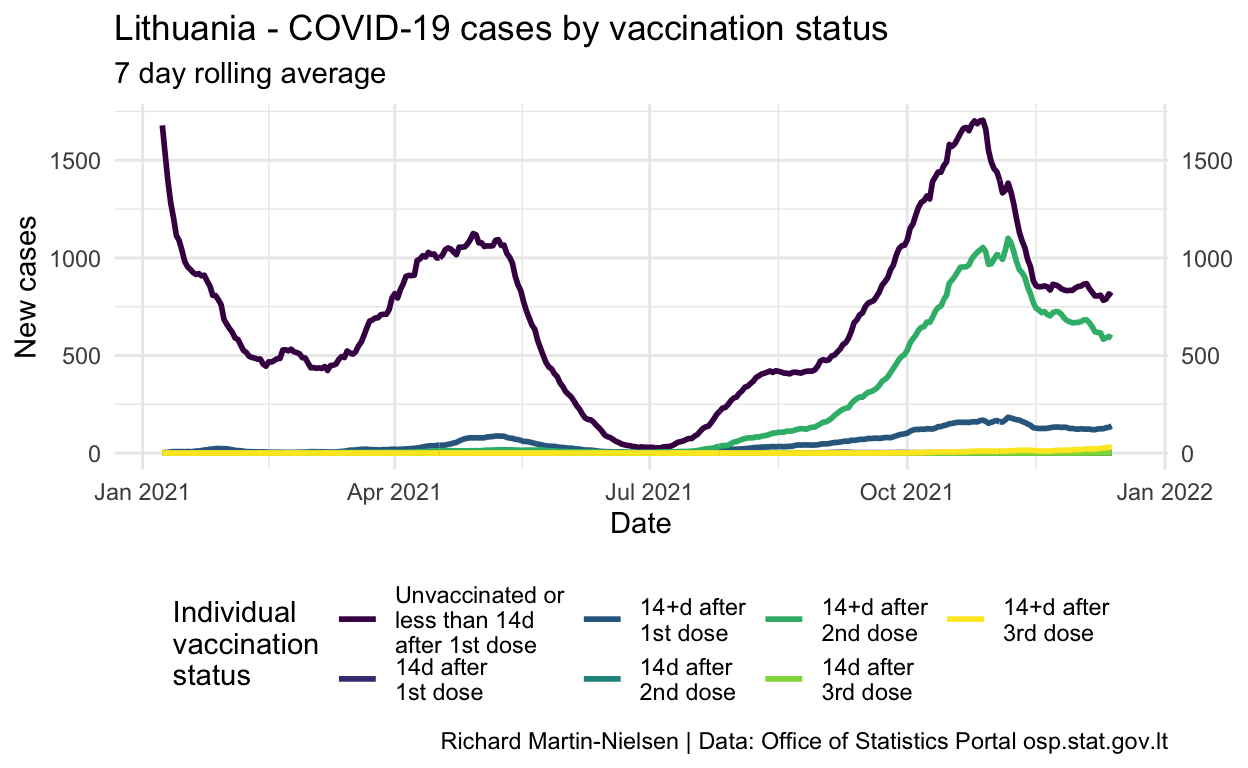 Lithuania - COVID-19 cases by vaccination status
7 day rolling average
New cases
1500
1000
500
0
1500
1000
500
0
Jan 2021
Apr 2021
Jul 2021
Oct 2021
Jan 2022
Date
Individual
vaccination
status
Unvaccinated or
less than 14d
after 1st dose
14d after
1st dose
14+d after
1st dose
14d after
2nd dose
14+d after
2nd dose
14d after
3rd dose
14+d after
3rd dose
Richard Martin-Nielsen | Data: Office of Statistics Portal osp.stat.gov.lt